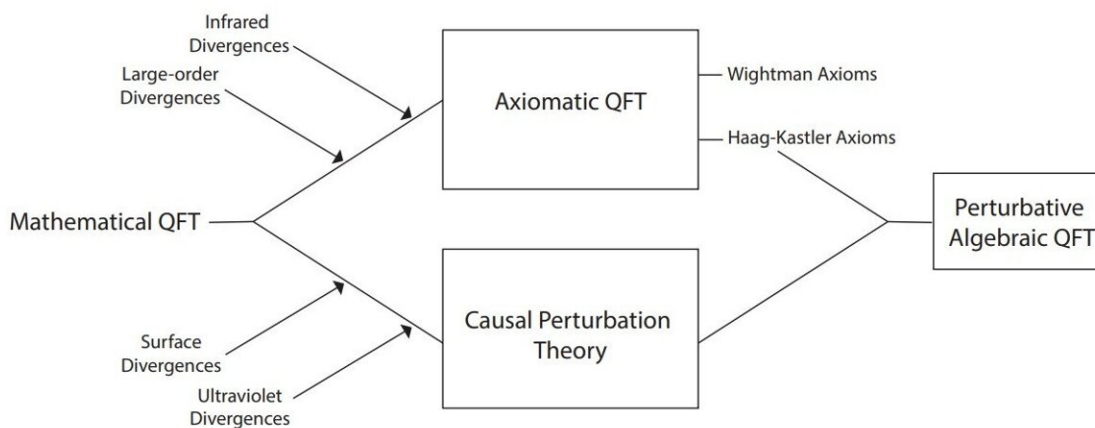 Infrared
Divergences
Large-order
Divergences
Axiomatic QFT
Wightman Axioms
Haag-Kastler Axioms
Mathematical QFT
Perturbative
Algebraic QFT
Causal Perturbation
Theory
Surface
Divergences
Ultraviolet
Divergences